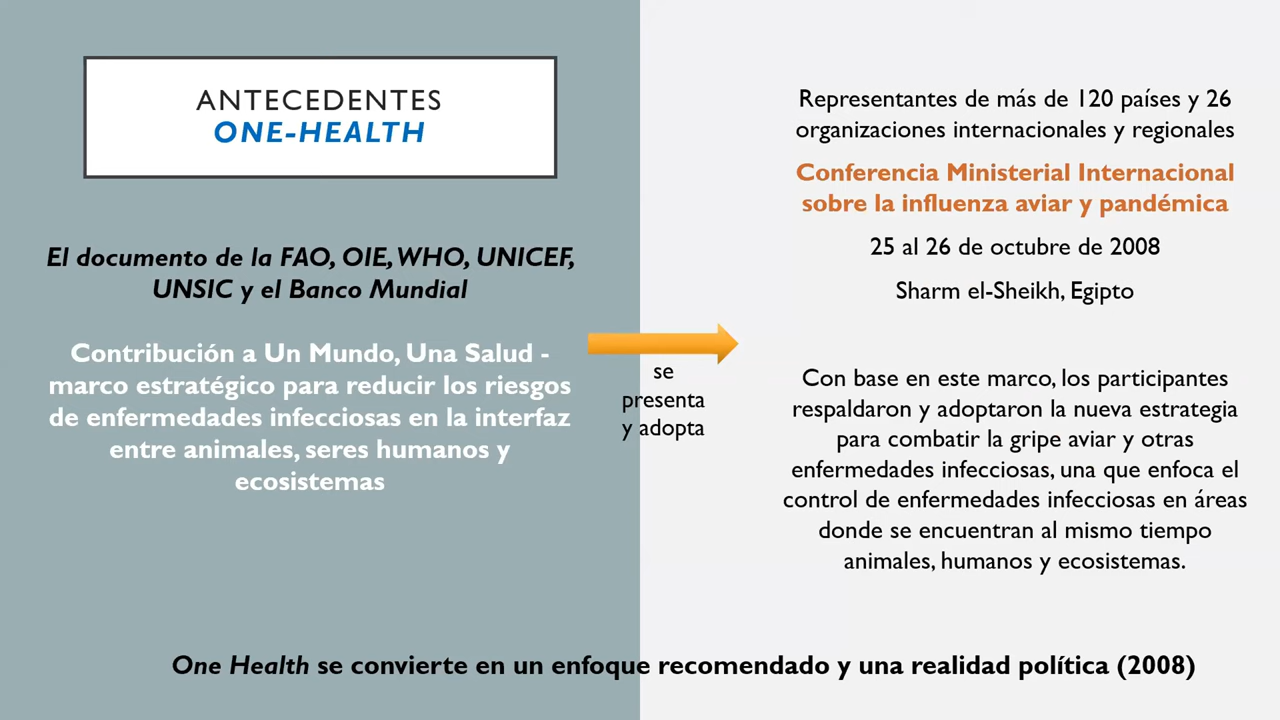 ANTECEDENTES
ONE-HEALTH
El documento de la FAO, OIE, WHO, UNICEF,
UNSIC y el Banco Mundial
Contribución a Un Mundo, Una Salud -
marco estratégico para reducir los riesgos
de enfermedades infecciosas en la interfaz
entre animales, seres humanos y
ecosistemas
se
presenta
y adopta
Representantes de más de 120 países y 26
organizaciones internacionales y regionales
Conferencia Ministerial Internacional
sobre la influenza aviar y pandémica
25 al 26 de octubre de 2008
Sharm el-Sheikh, Egipto
Con base en este marco, los participantes
respaldaron y adoptaron la nueva estrategia
para combatir la gripe aviar y otras
enfermedades infecciosas, una que enfoca el
control de enfermedades infecciosas en áreas
donde se encuentran al mismo tiempo
animales, humanos y ecosistemas.
One Health se convierte en un enfoque recomendado y una realidad política (2008)